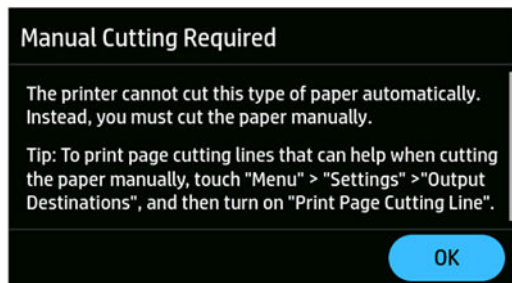 Manual Cutting Required
The printer cannot cut this type of paper automatically.
Instead, you must cut the paper manually.
Tip: To print page cutting lines that can help when cutting
the paper manually, touch "Menu" > "Settings" >"Output
Destinations", and then turn on "Print Page Cutting Line".
OK